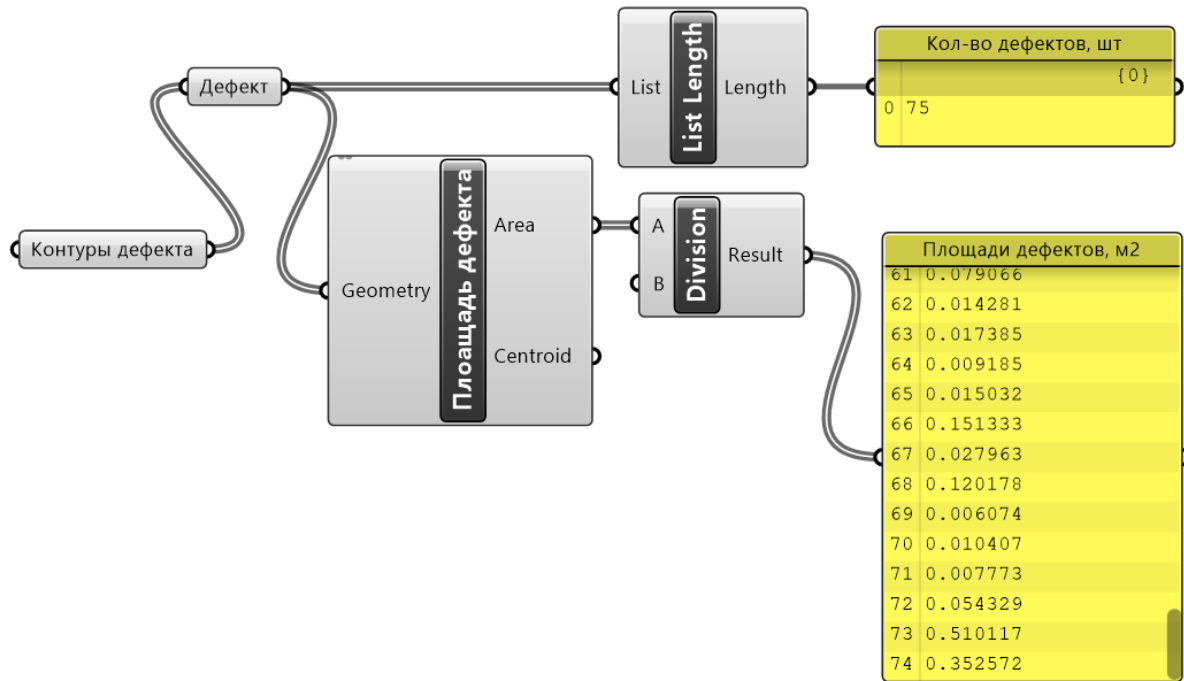 Дефект
Контуры дефекта
List
List Length
Length
Кол-во дефектов, шт
{0}
0 75
Geometry
Плоащадь дефекта
Area
Centroid
A
B
Division
Result
Площади дефектов, м2
61 0.079066
62 0.014281
63 0.017385
64 0.009185
65 0.015032
66 0.151333
67 0.027963
68 0.120178
69 0.006074
70 0.010407
71 0.007773
72 0.054329
73 0.510117
74 0.352572